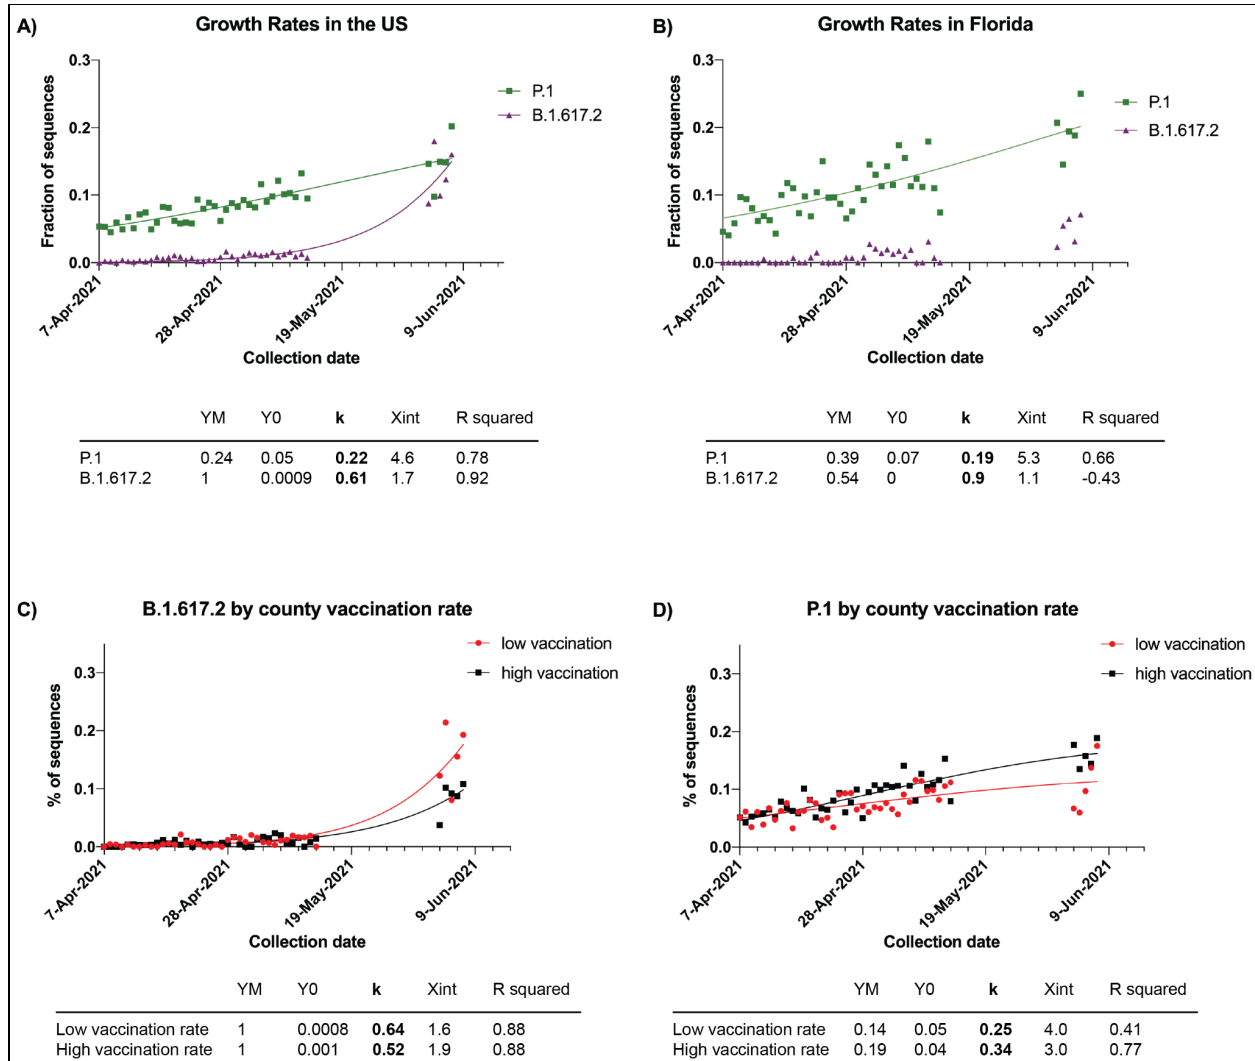 A)
Growth Rates in the US
Fraction of sequences
0.3
0.2
0.1
0.0
P.1
B.1.617.2
7-Apr-2021
28-Apr-2021
19-May-2021
9-Jun-2021
Collection date
YM Y0 k Xint R squared
P.1 0.24 0.05 0.22 4.6 0.78
B.1.617.2 1 0.0009 0.61 1.7 0.92
B)
Growth Rates in Florida
Fraction of sequences
0.3
0.2
0.1
0.0
P.1
B.1.617.2
7-Apr-2021
28-Apr-2021
19-May-2021
9-Jun-2021
Collection date
YM Y0 k Xint R squared
P.1 0.39 0.07 0.19 5.3 0.66
B.1.617.2 0.54 0 0.9 1.1 -0.43
C)
B.1.617.2 by county vaccination rate
% of sequences
0.3
0.2
0.1
0.0
low vaccination
high vaccination
7-Apr-2021
28-Apr-2021
19-May-2021
9-Jun-2021
Collection date
YM Y0 k Xint R squared
Low vaccination rate 1 0.0008 0.64 1.6 0.88
High vaccination rate 1 0.001 0.52 1.9 0.88
D)
P.1 by county vaccination rate
% of sequences
0.3
0.2
0.1
0.0
low vaccination
high vaccination
7-Apr-2021
28-Apr-2021
19-May-2021
9-Jun-2021
Collection date
YM Y0 k Xint R squared
Low vaccination rate 0.14 0.05 0.25 4.0 0.41
High vaccination rate 0.19 0.04 0.34 3.0 0.77